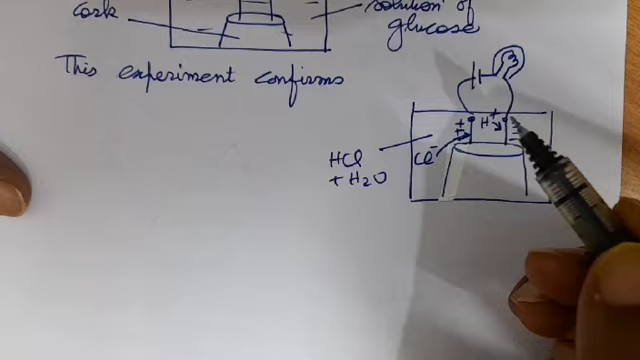 cork
solution of
glucose
This experiment confirms
+ H+
+
Cl-
HCl
+ H2O